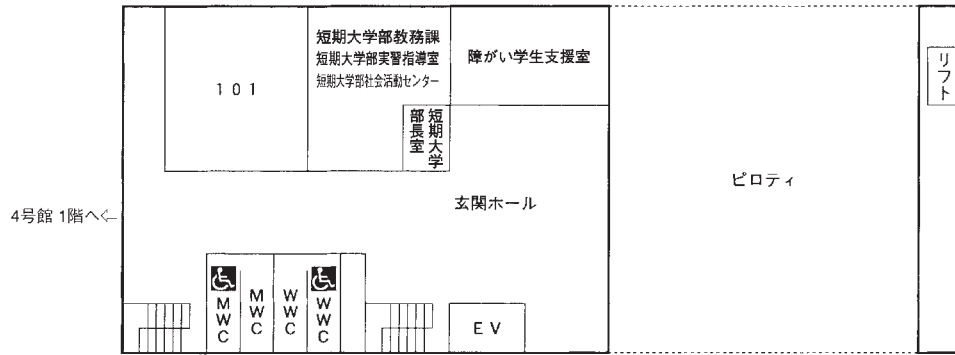 短期大学部教務課
短期大学部実習指導室
短期大学部社会活動センター
障がい学生支援室
101
リフト
短期大学
部長室
ピロティ
玄関ホール
4号館 1階へ←
MWC
MWC
WWC
WWC
EV